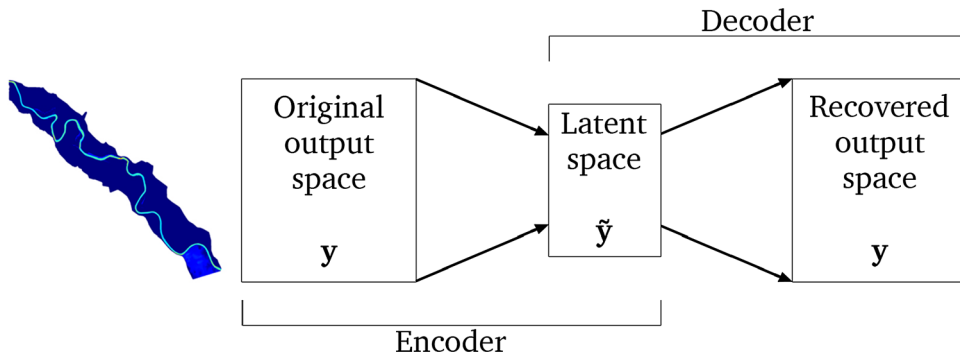 Decoder
Original
output
space
y
Latent
space
ỹ
Recovered
output
space
y
Encoder